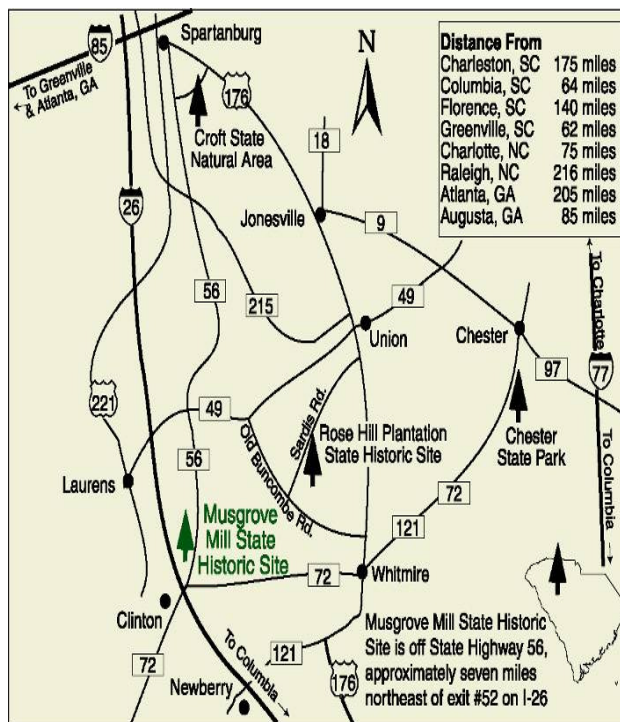 85
Spartanburg
To Greenville
& Atlanta, GA
176
N
Distance From
Charleston, SC 175 miles
Columbia, SC 64 miles
Florence, SC 140 miles
Greenville, SC 62 miles
Charlotte, NC 75 miles
Raleigh, NC 216 miles
Atlanta, GA 205 miles
Augusta, GA 85 miles
Croft State
Natural Area
18
26
Jonesville
9
56
215
49
Union
Chester
To Charlotte
77
To Columbia
97
221
49
Sardis Rd.
Old Buncombe Rd.
Rose Hill Plantation
State Historic Site
Chester
State Park
56
Laurens
72
Musgrove
Mill State
Historic Site
121
72
Whitmire
Clinton
72
To Columbia
121
176
Newberry
Musgrove Mill State Historic
Site is off State Highway 56,
approximately seven miles
northeast of exit #52 on I-26